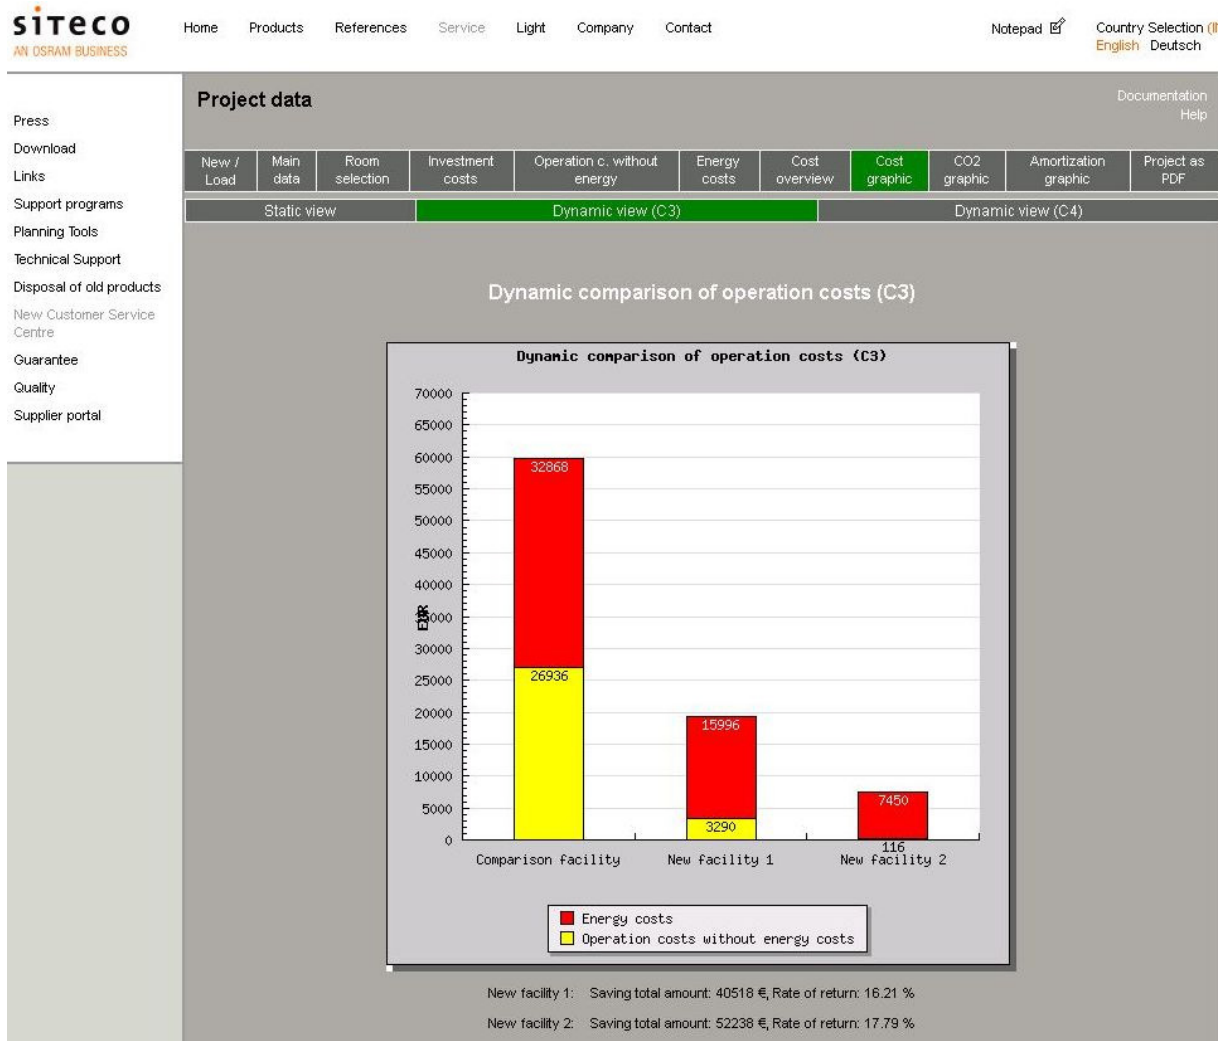 siteco
AN OSRAM BUSINESS
Home Products References Service Light Company Contact
Notepad
Country Selection
English Deutsch
Press
Download
Links
Support programs
Planning Tools
Technical Support
Disposal of old products
New Customer Service
Centre
Guarantee
Quality
Supplier portal
Project data
Documentation
Help
New / Load
Main data
Room selection
Investment costs
Operation c. without energy
Energy costs
Cost overview
Cost graphic
CO2 graphic
Amortization graphic
Project as PDF
Static view
Dynamic view (C3)
Dynamic view (C4)
Dynamic comparison of operation costs (C3)
Dynamic comparison of operation costs (C3)
70000
65000
60000
55000
50000
45000
40000
35000
30000
25000
20000
15000
10000
5000
0
EUR
32868
26936
15996
3290
7450
116
Comparison facility
New facility 1
New facility 2
Energy costs
Operation costs without energy costs
New facility 1: Saving total amount: 40518 €, Rate of return: 16.21 %
New facility 2: Saving total amount: 52238 €, Rate of return: 17.79 %